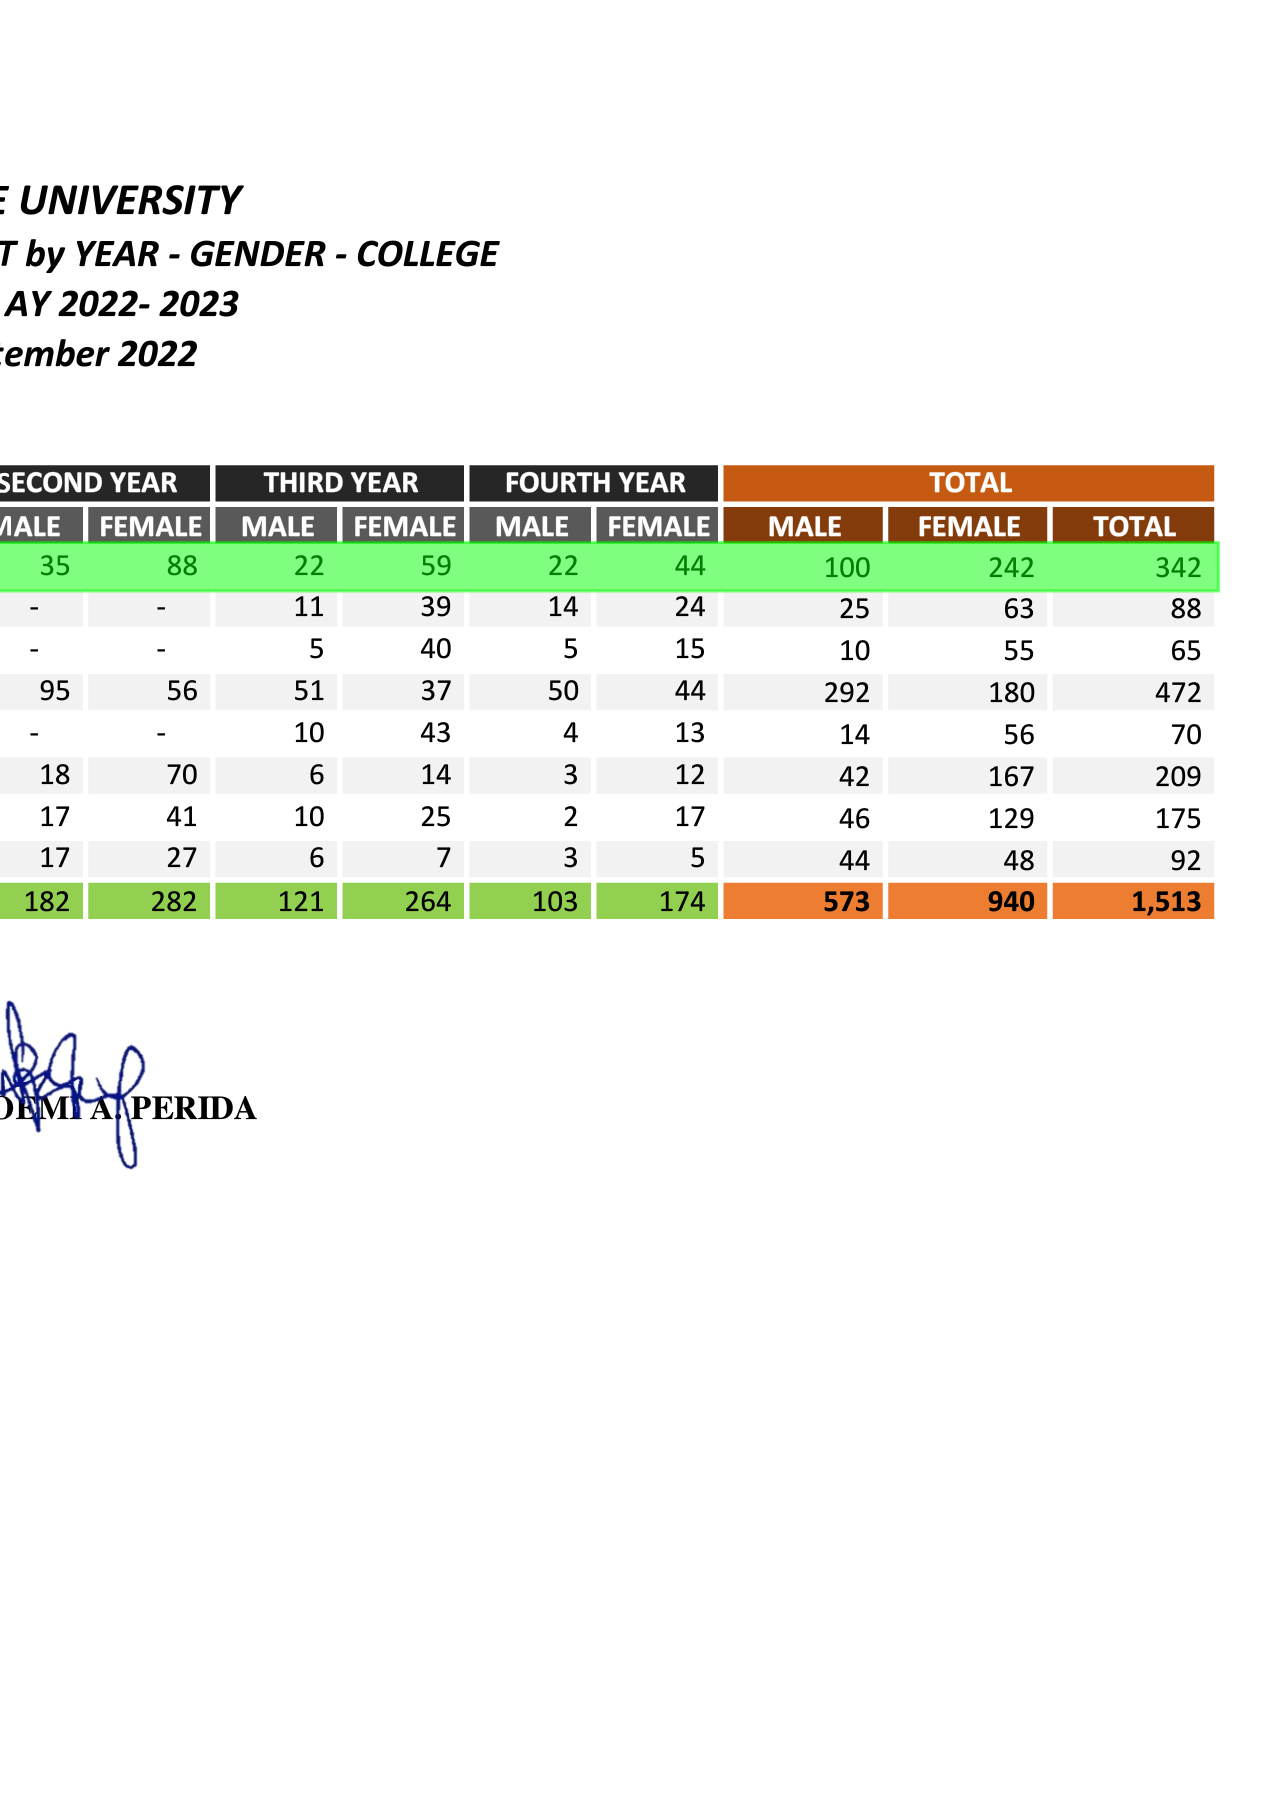 E UNIVERSITY
T by YEAR - GENDER - COLLEGE
AY 2022- 2023
tember 2022
SECOND YEAR THIRD YEAR FOURTH YEAR TOTAL
MALE FEMALE MALE FEMALE MALE FEMALE MALE FEMALE TOTAL
35 88 22 59 22 44 100 242 342
- - 11 39 14 24 25 63 88
- - 5 40 5 15 10 55 65
95 56 51 37 50 44 292 180 472
- - 10 43 4 13 14 56 70
18 70 6 14 3 12 42 167 209
17 41 10 25 2 17 46 129 175
17 27 6 7 3 5 44 48 92
182 282 121 264 103 174 573 940 1,513
OEMI A. PERIDA